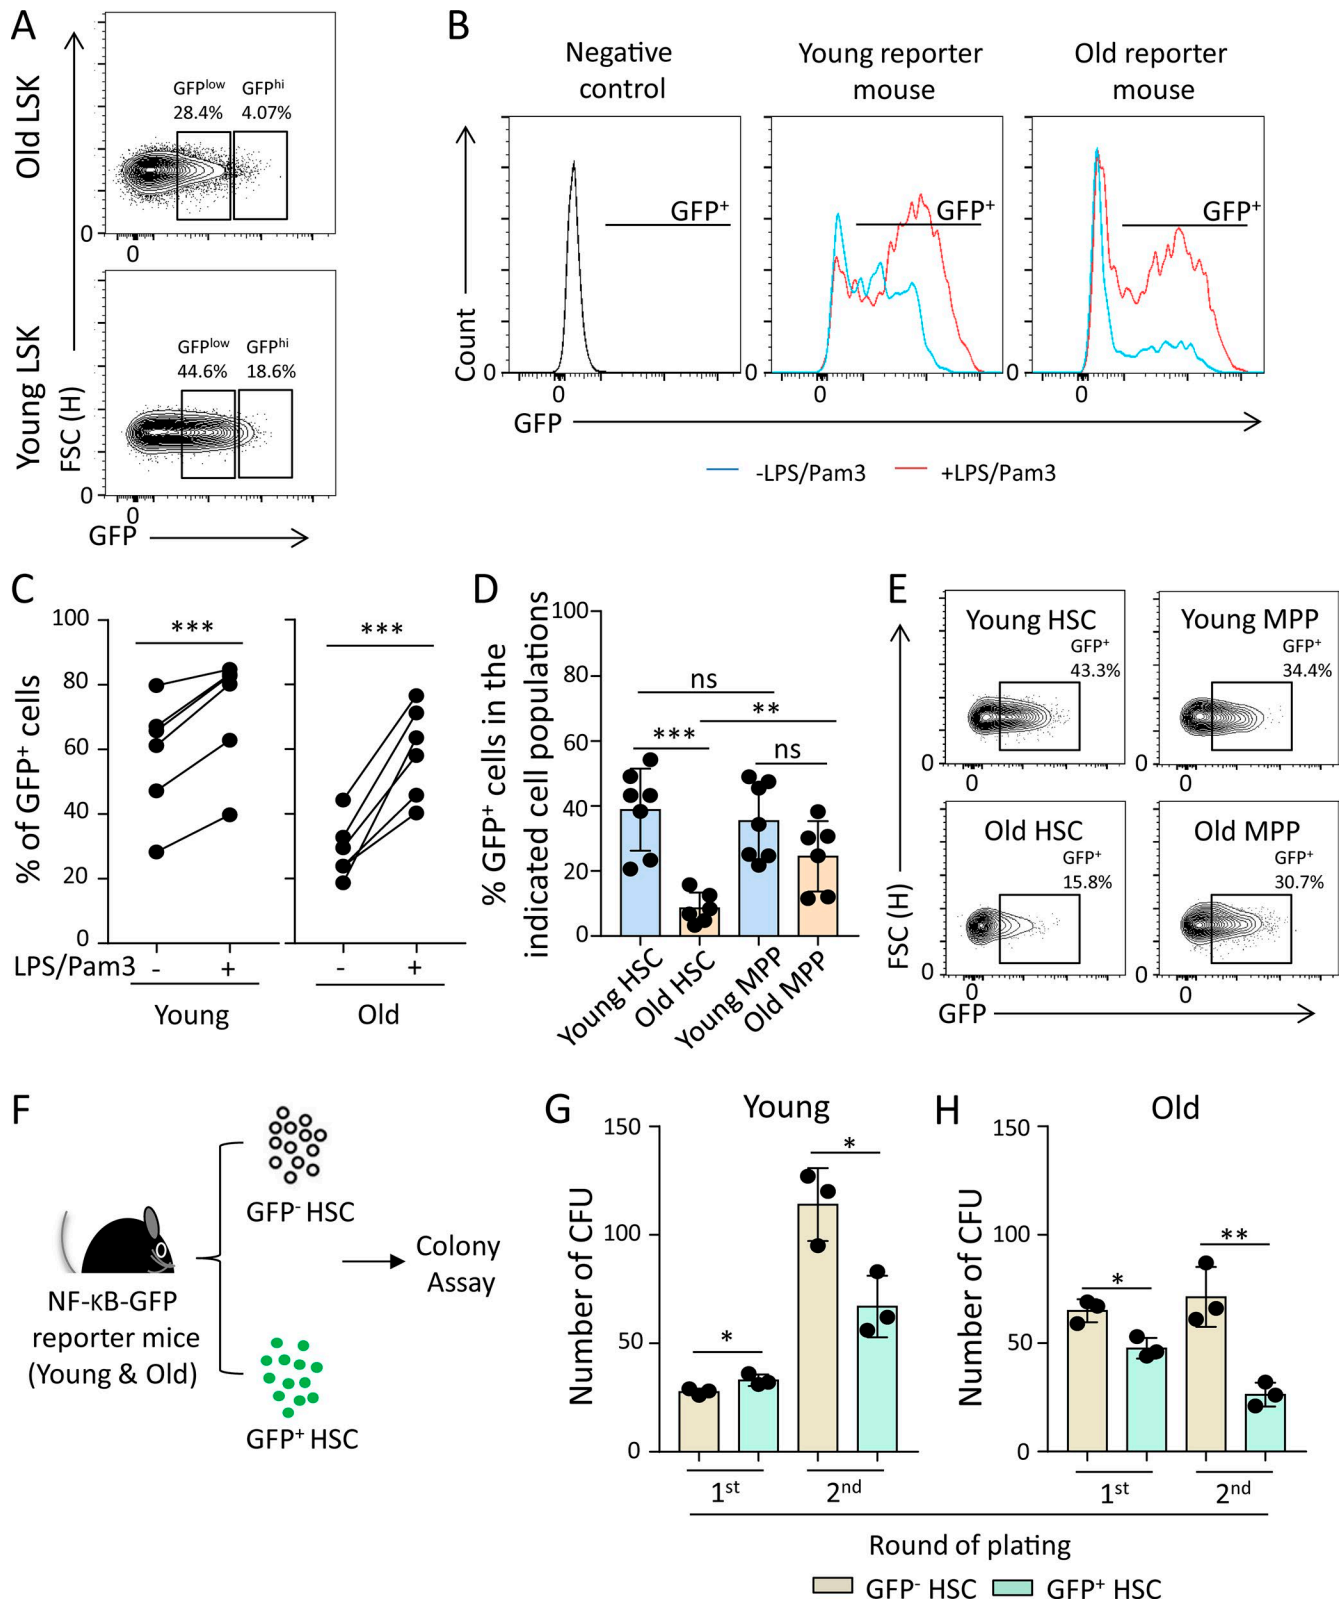 A
Old LSK
GFPlow
28.4%
GFPhi
4.07%
0
0
Young LSK
FSC (H)
GFPlow
44.6%
GFPhi
18.6%
0
0
GFP
B
Negative
control
Young reporter
mouse
Old reporter
mouse
Count
GFP+
GFP+
GFP+
0
0
0
0
0
0
GFP
-LPS/Pam3
+LPS/Pam3
C
% of GFP+ cells
100
80
60
40
20
0
***
***
LPS/Pam3
-
+
-
+
Young
Old
D
% GFP+ cells in the
indicated cell populations
100
80
60
40
20
0
ns
**
***
ns
Young HSC
Old HSC
Young MPP
Old MPP
E
Young HSC
GFP+
43.3%
0
0
Young MPP
GFP+
34.4%
0
0
Old HSC
GFP+
15.8%
0
0
Old MPP
GFP+
30.7%
0
0
FSC (H)
GFP
F
NF-κB-GFP
reporter mice
(Young & Old)
GFP- HSC
GFP+ HSC
Colony
Assay
G
Young
Number of CFU
150
100
50
0
*
*
1st
2nd
H
Old
Number of CFU
150
100
50
0
*
**
1st
2nd
Round of plating
GFP- HSC
GFP+ HSC